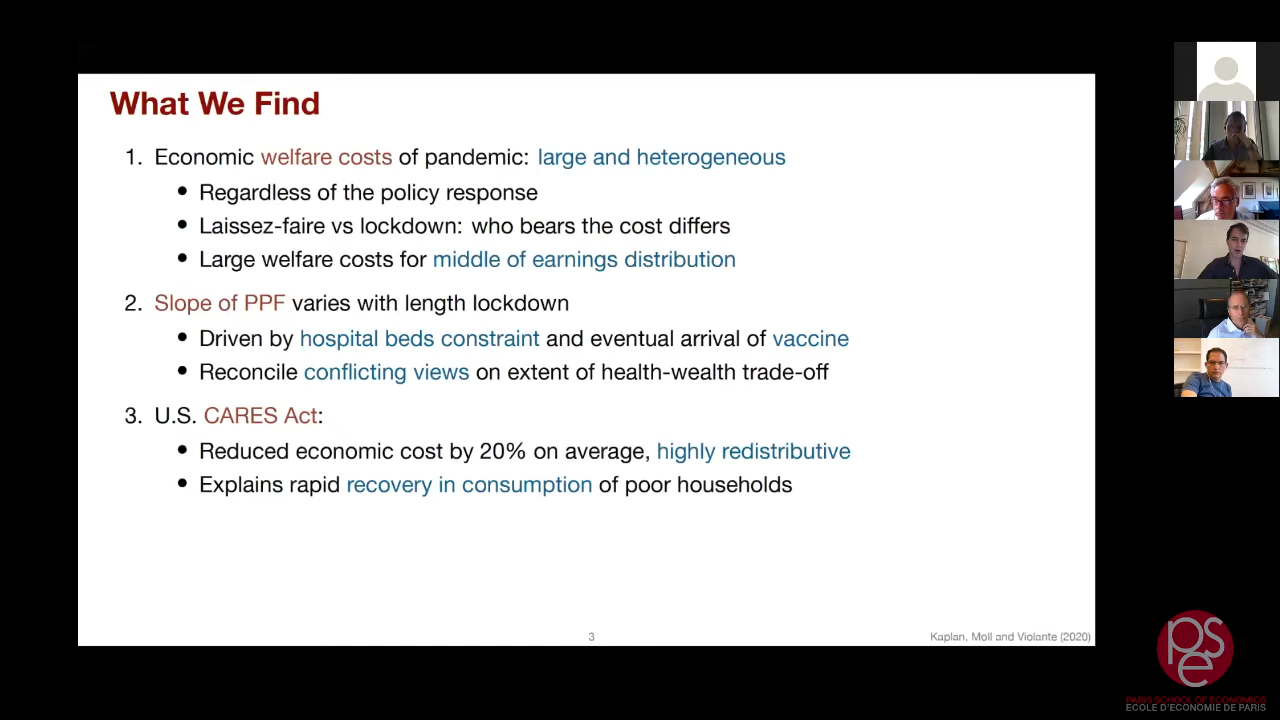 What We Find
1. Economic welfare costs of pandemic: large and heterogeneous
• Regardless of the policy response
• Laissez-faire vs lockdown: who bears the cost differs
• Large welfare costs for middle of earnings distribution
2. Slope of PPF varies with length lockdown
• Driven by hospital beds constraint and eventual arrival of vaccine
• Reconcile conflicting views on extent of health-wealth trade-off
3. U.S. CARES Act:
• Reduced economic cost by 20% on average, highly redistributive
• Explains rapid recovery in consumption of poor households
3
Kaplan, Moll and Violante (2020)
pse
PARIS SCHOOL OF ECONOMICS
ECOLE D'ECONOMIE DE PARIS